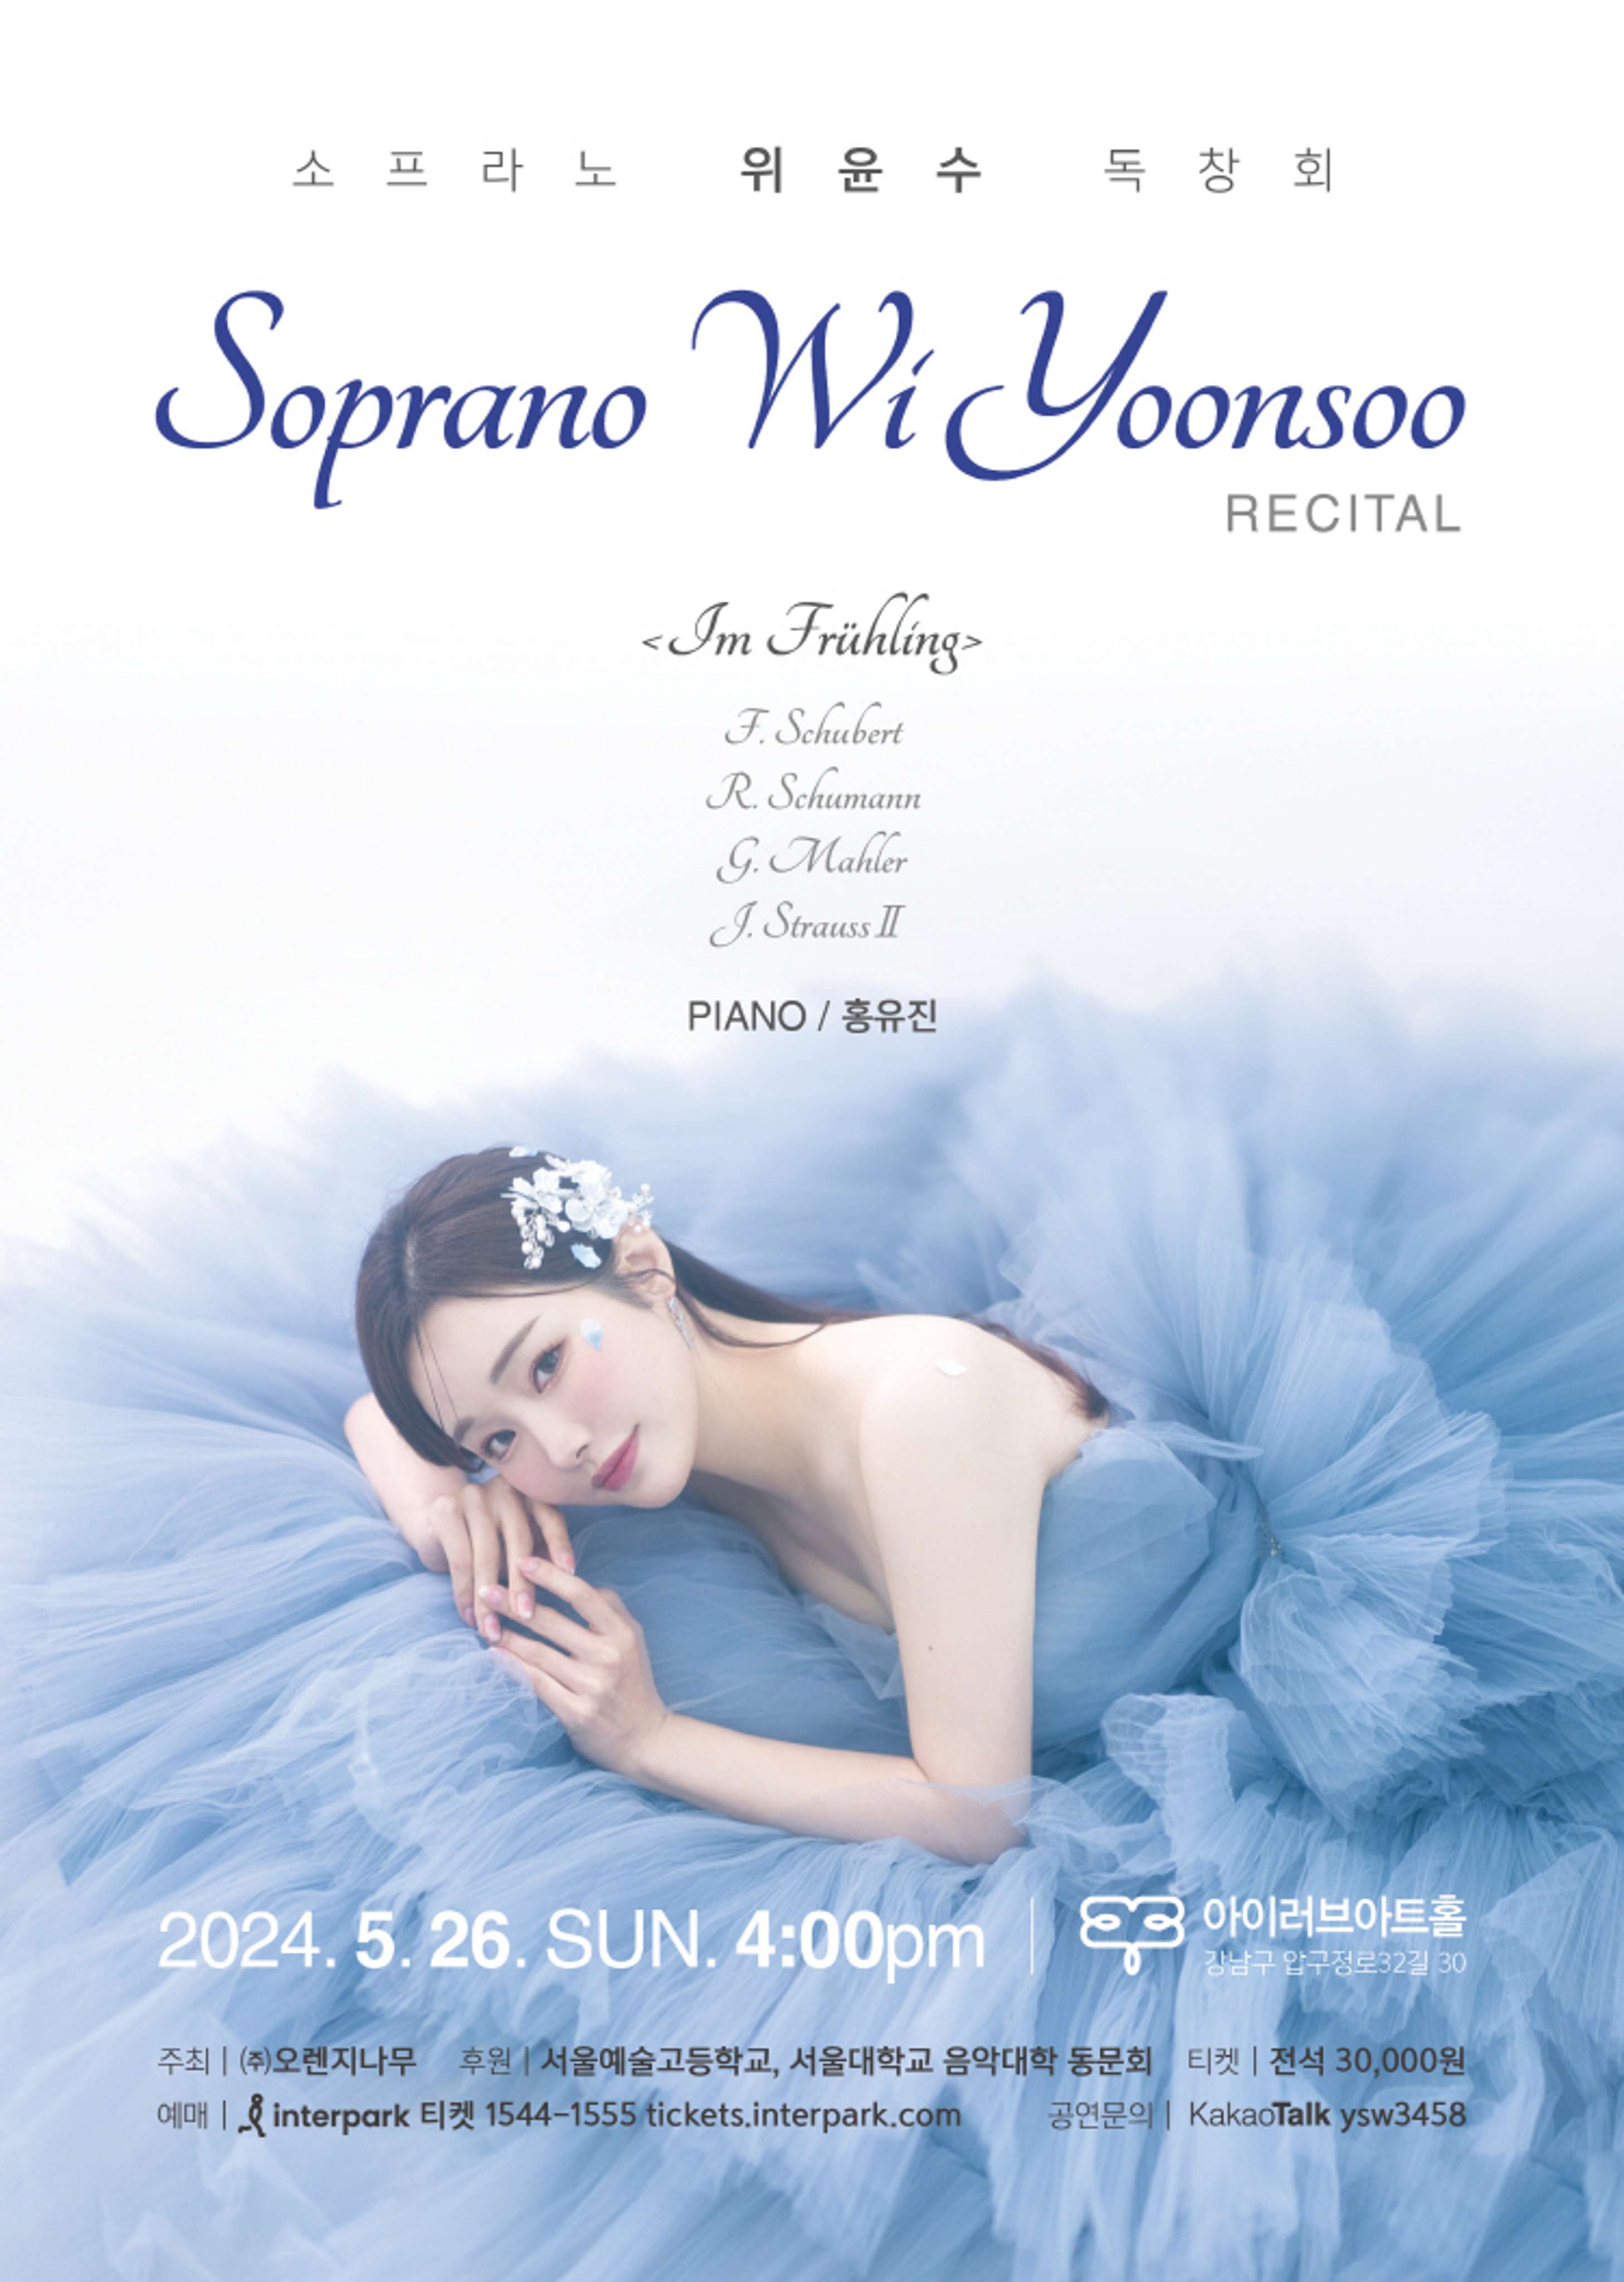 소프라노 위윤수 독창회
Soprano Wi Yoonsoo
RECITAL
<Im Frühling>
F. Schubert
R. Schumann
G. Mahler
J. Strauss Ⅱ
PIANO / 홍유진
2024. 5. 26. SUN. 4:00pm | 아이러브아트홀
강남구 압구정로32길 30
주최 | ㈜오렌지나무 후원 | 서울예술고등학교, 서울대학교 음악대학 동문회 티켓 | 전석 30,000원
예매 | interpark 티켓 1544-1555 tickets.interpark.com 공연문의 | KakaoTalk ysw3458